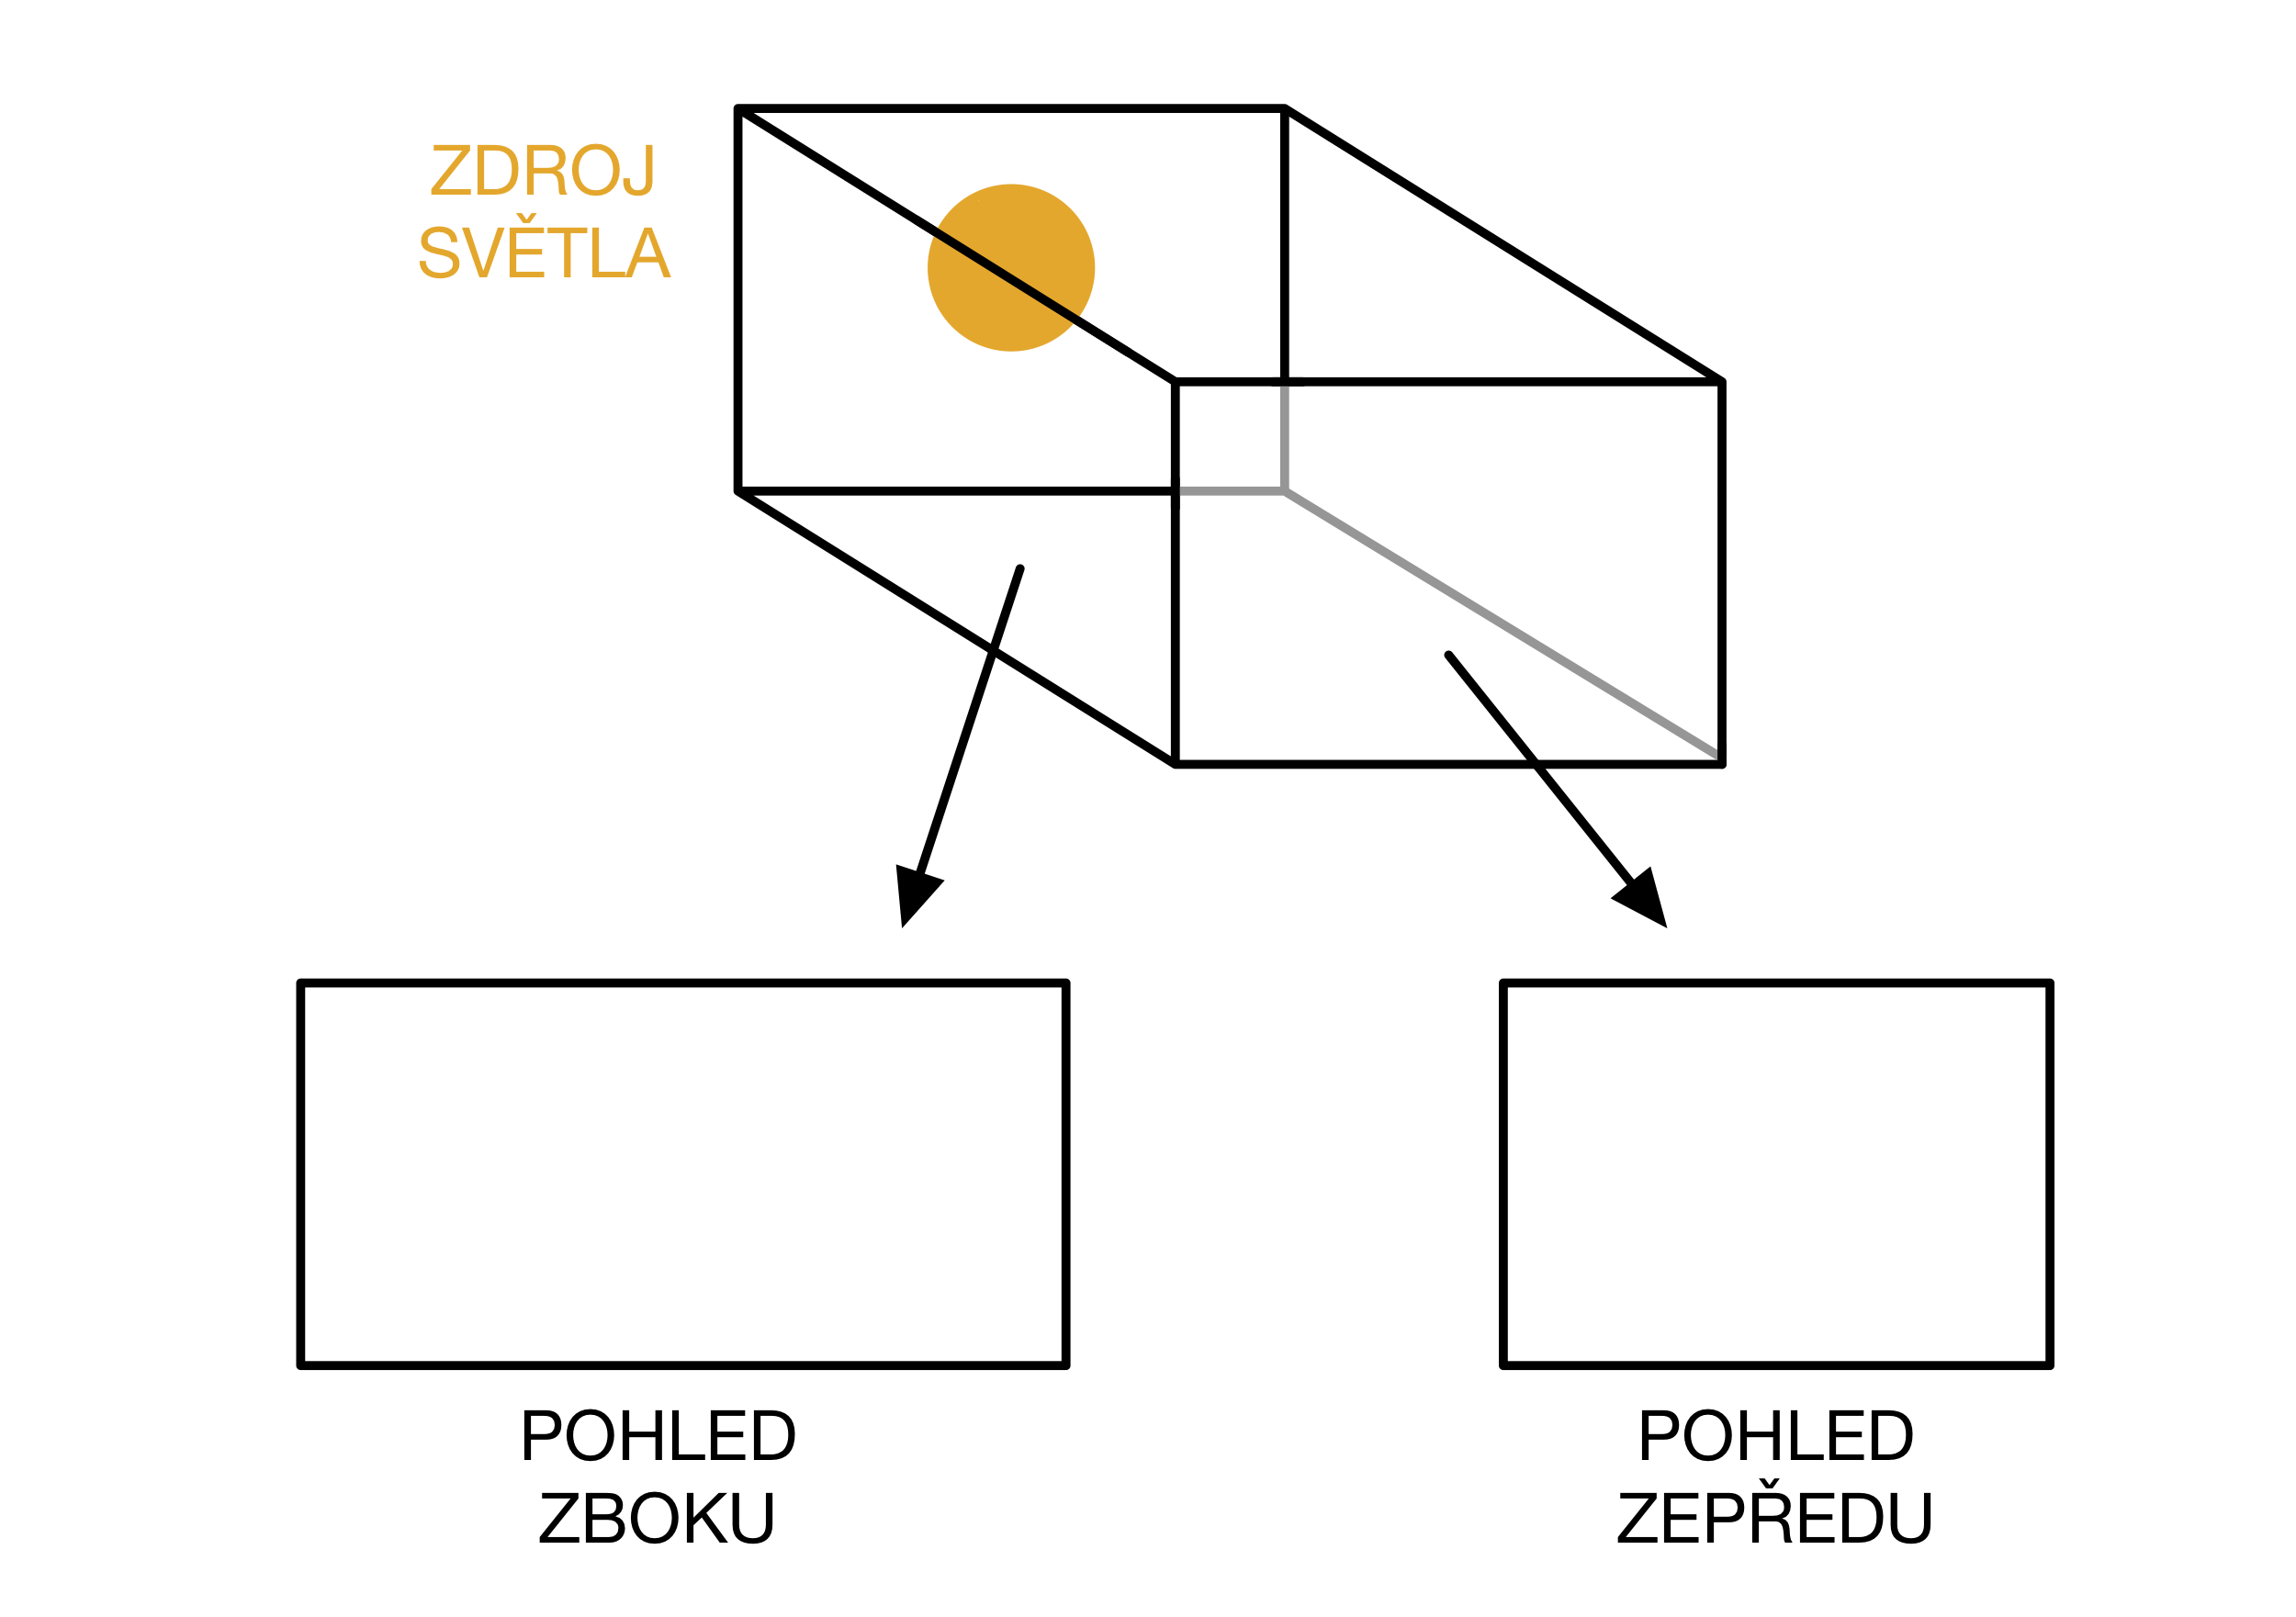 ZDROJ
SVĚTLA
POHLED
ZBOKU
POHLED
ZEPŘEDU